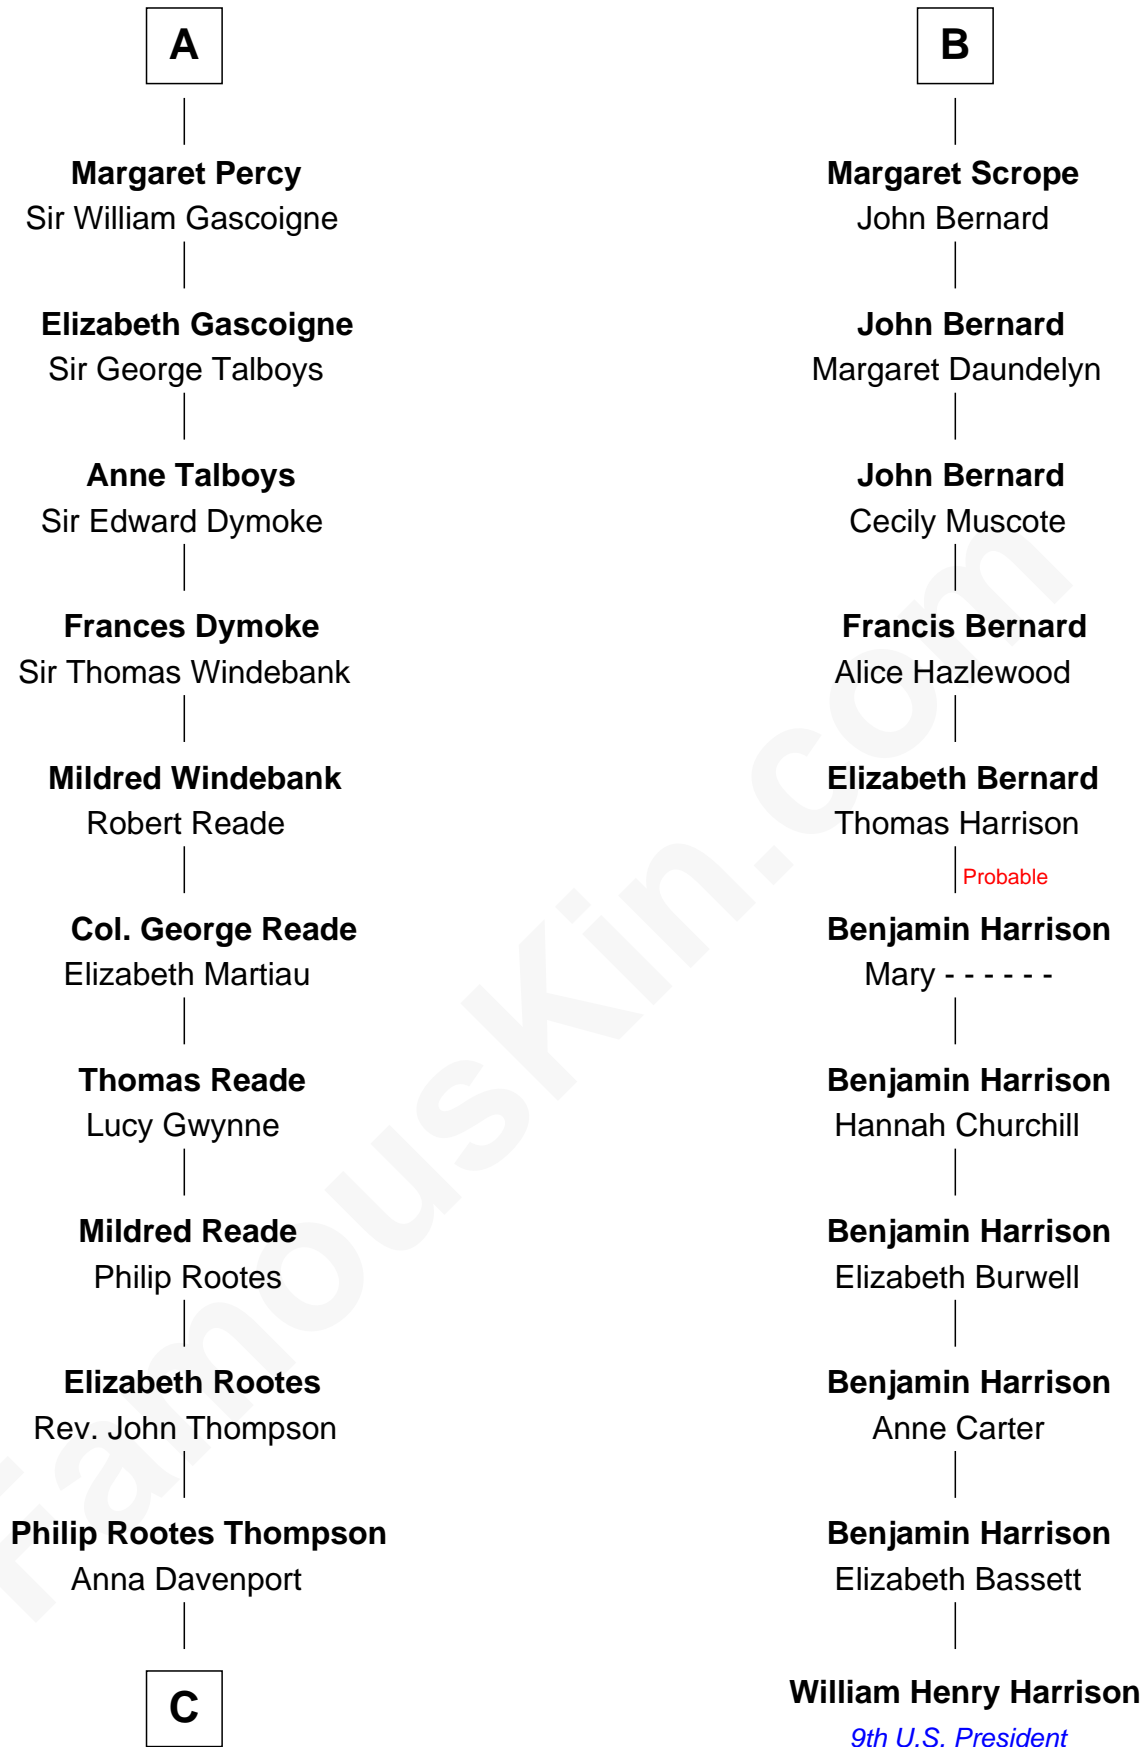 A
Margaret Percy
Sir William Gascoigne
Elizabeth Gascoigne
Sir George Talboys
Anne Talboys
Sir Edward Dymoke
Frances Dymoke
Sir Thomas Windebank
Mildred Windebank
Robert Reade
Col. George Reade
Elizabeth Martiau
Thomas Reade
Lucy Gwynne
Mildred Reade
Philip Rootes
Elizabeth Rootes
Rev. John Thompson
Philip Rootes Thompson
Anna Davenport
C
B
Margaret Scrope
John Bernard
John Bernard
Margaret Daundelyn
John Bernard
Cecily Muscote
Francis Bernard
Alice Hazlewood
Elizabeth Bernard
Thomas Harrison
Probable
Benjamin Harrison
Mary - - - - - -
Benjamin Harrison
Hannah Churchill
Benjamin Harrison
Elizabeth Burwell
Benjamin Harrison
Anne Carter
Benjamin Harrison
Elizabeth Bassett
William Henry Harrison
9th U.S. President
FamousKin.com